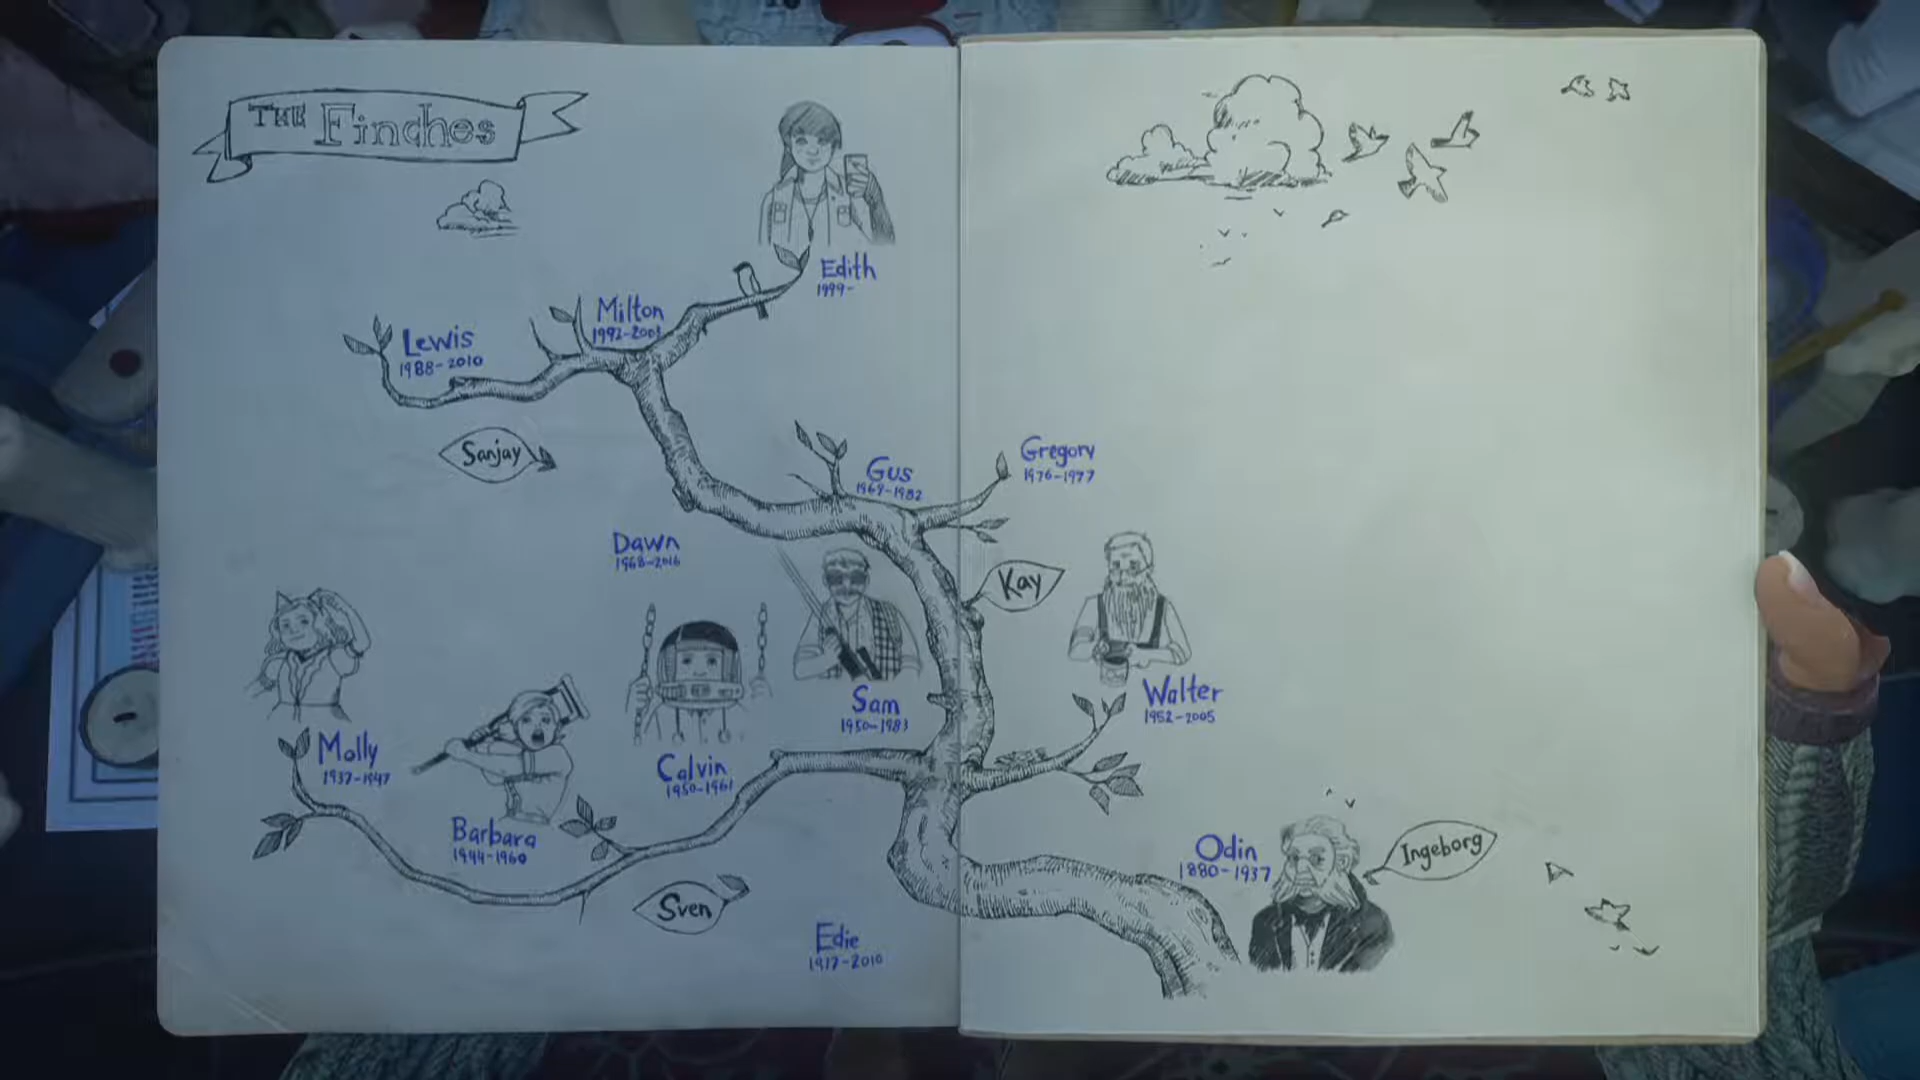 THE Finches
Edith
1999-
Milton
1992-2003
Lewis
1988-2010
Sanjay
Gus
1969-1982
Gregory
1976-1977
Dawn
1968-2016
Kay
Sam
1950-1983
Walter
1952-2005
Molly
1937-1947
Calvin
1950-1961
Barbara
1944-1960
Odin
1880-1937
Ingeborg
Sven
Edie
1917-2010